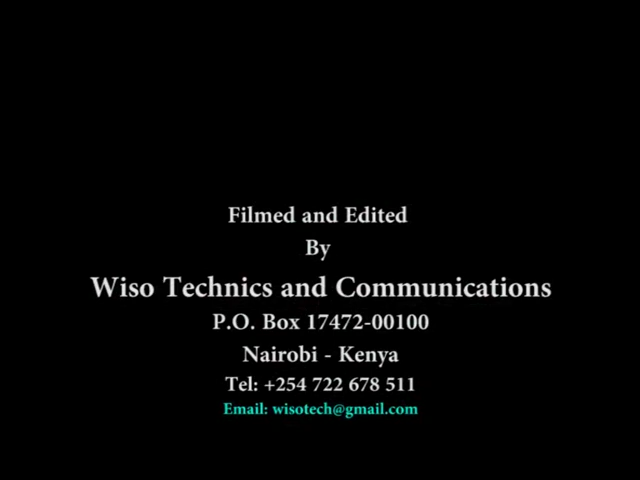 Filmed and Edited
By
Wiso Technics and Communications
P.O. Box 17472-00100
Nairobi - Kenya
Tel: +254 722 678 511
Email: wisotech@gmail.com